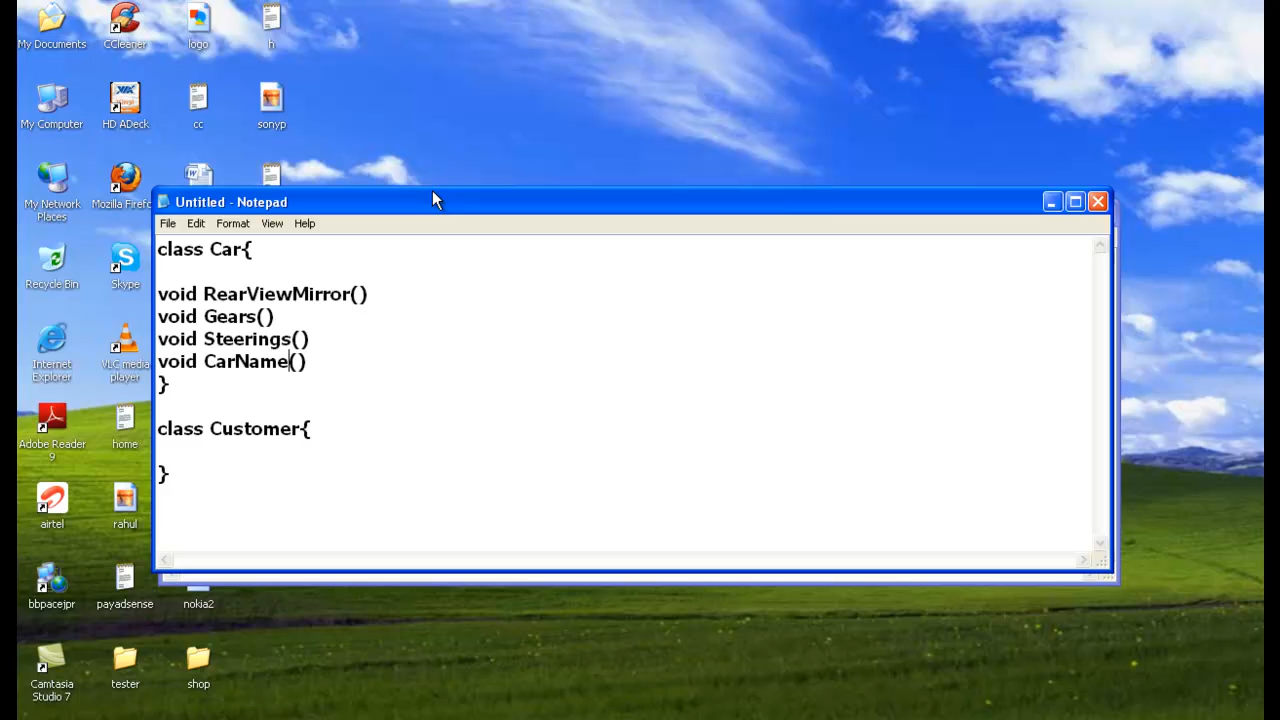 My Documents
CCleaner
logo
h
My Computer
HD ADeck
cc
sonyp
My Network Places
Mozilla Firefo
Untitled - Notepad
File Edit Format View Help
class Car{
void RearViewMirror()
void Gears()
void Steerings()
void CarName()
}
class Customer{
}
Recycle Bin
Skype
Internet Explorer
VLC media player
Adobe Reader 9
home
airtel
rahul
bbpacejpr
payadsense
nokia2
Camtasia Studio 7
tester
shop